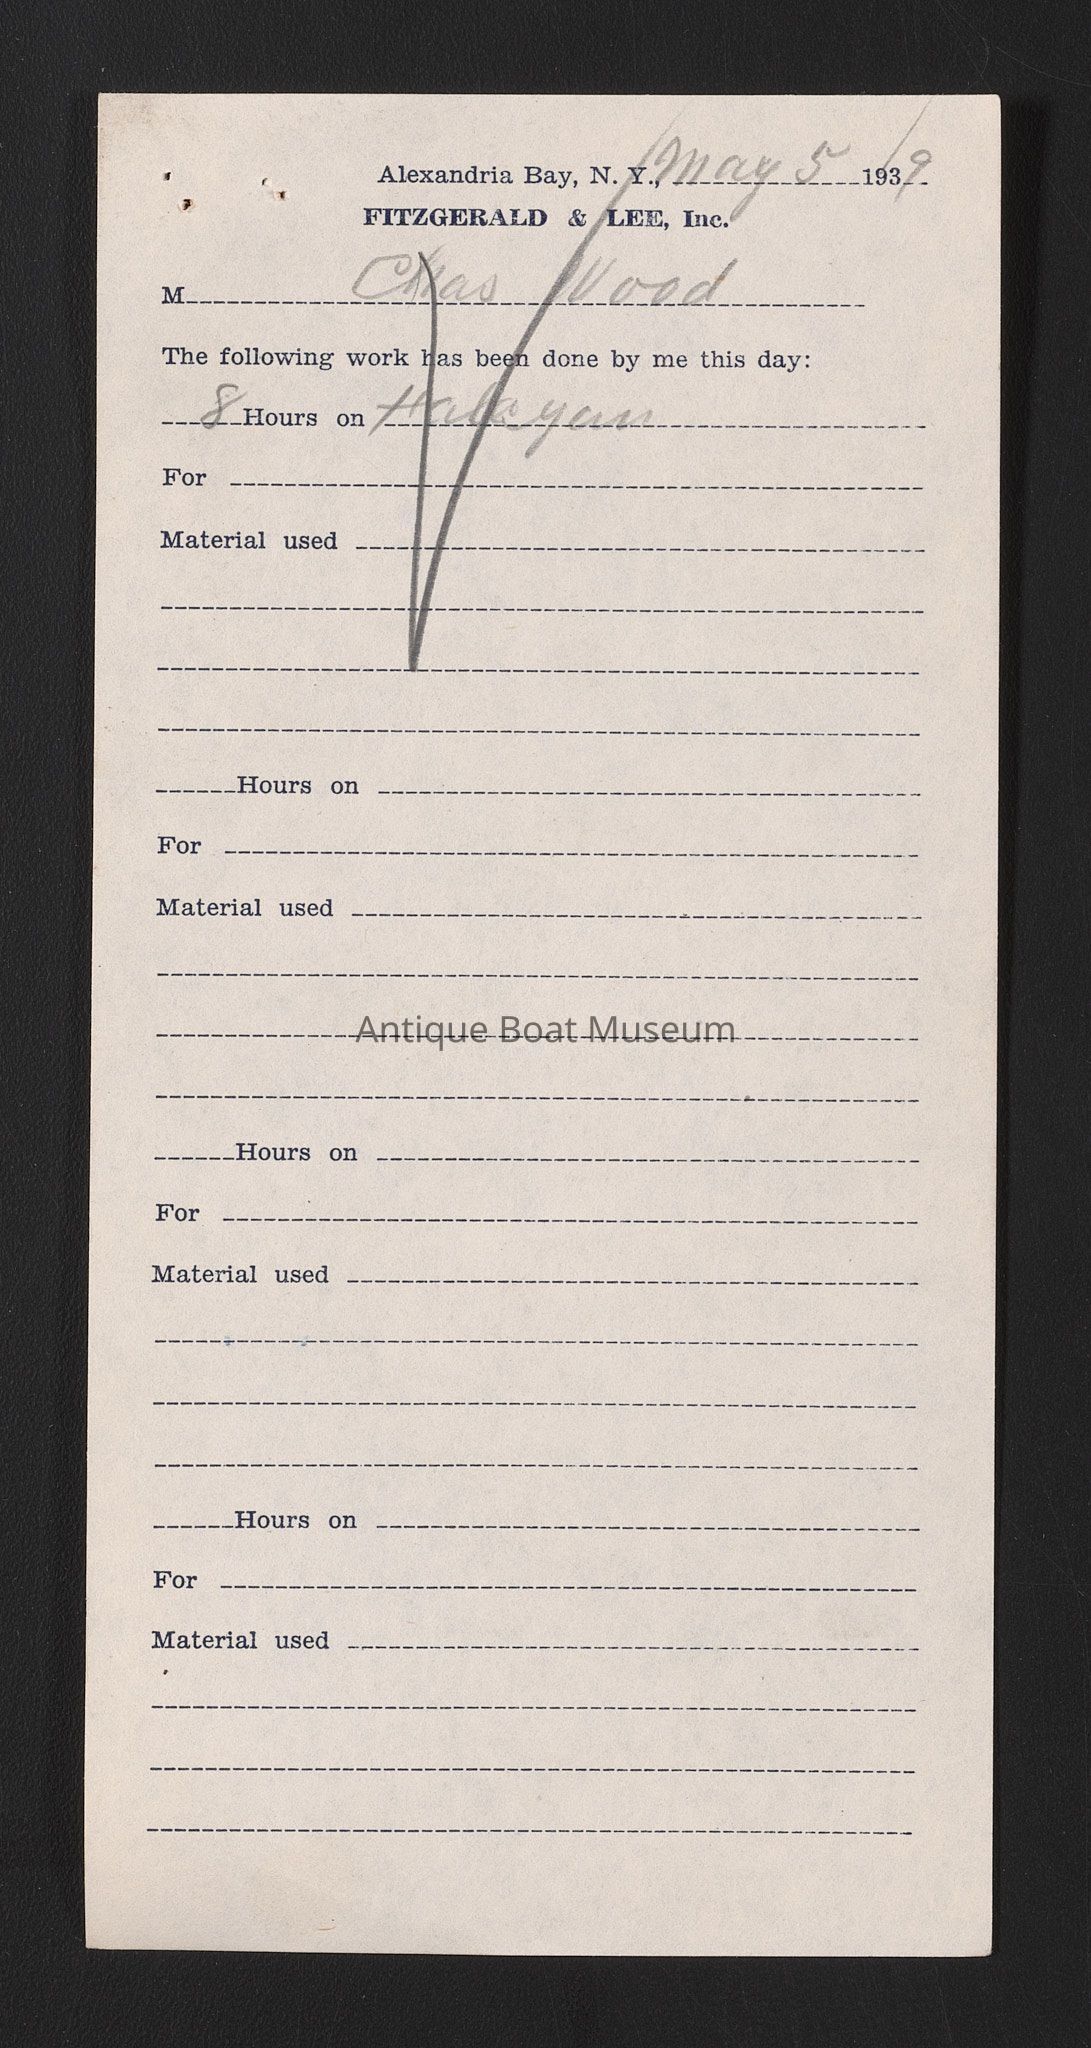 Alexandria Bay, N. Y., May 5 1939
FITZGERALD & LEE, Inc.
M Chas Wood
The following work has been done by me this day:
8 Hours on Halcyon
For
Material used
Hours on
For
Material used
Antique Boat Museum
Hours on
For
Material used
Hours on
For
Material used